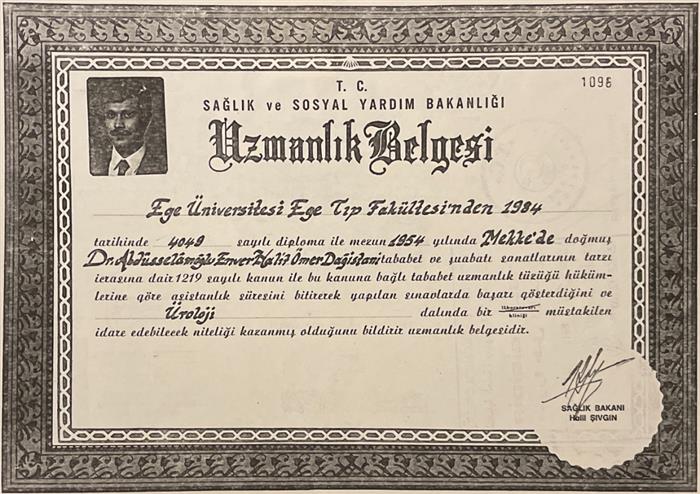 1096
T. C.
SAĞLIK ve SOSYAL YARDIM BAKANLIĞI
Uzmanlık Belgesi
Ege Üniversitesi Ege Tıp Fakültesi'nden 1984
tarihinde 4049 sayılı diploma ile mezun 1954 yılında Mekke'de doğmuş
Dr. Abdüsselâmoğlu Enver Halit Ömer Dağistani tababet ve şuabatı sanatlarının tarzı
icrasına dair 1219 sayılı kanun ile bu kanuna bağlı tababet uzmanlık tüzüğü hüküm-
lerine göre asistanlık süresini bitirerek yapılan sınavlarda başarı gösterdiğini ve
Üroloji dalında bir kliniği müstakilen
idare edebilecek niteliği kazanmış olduğunu bildirir uzmanlık belgesidir.
SAĞLIK BAKANI
Halil ŞIVGIN